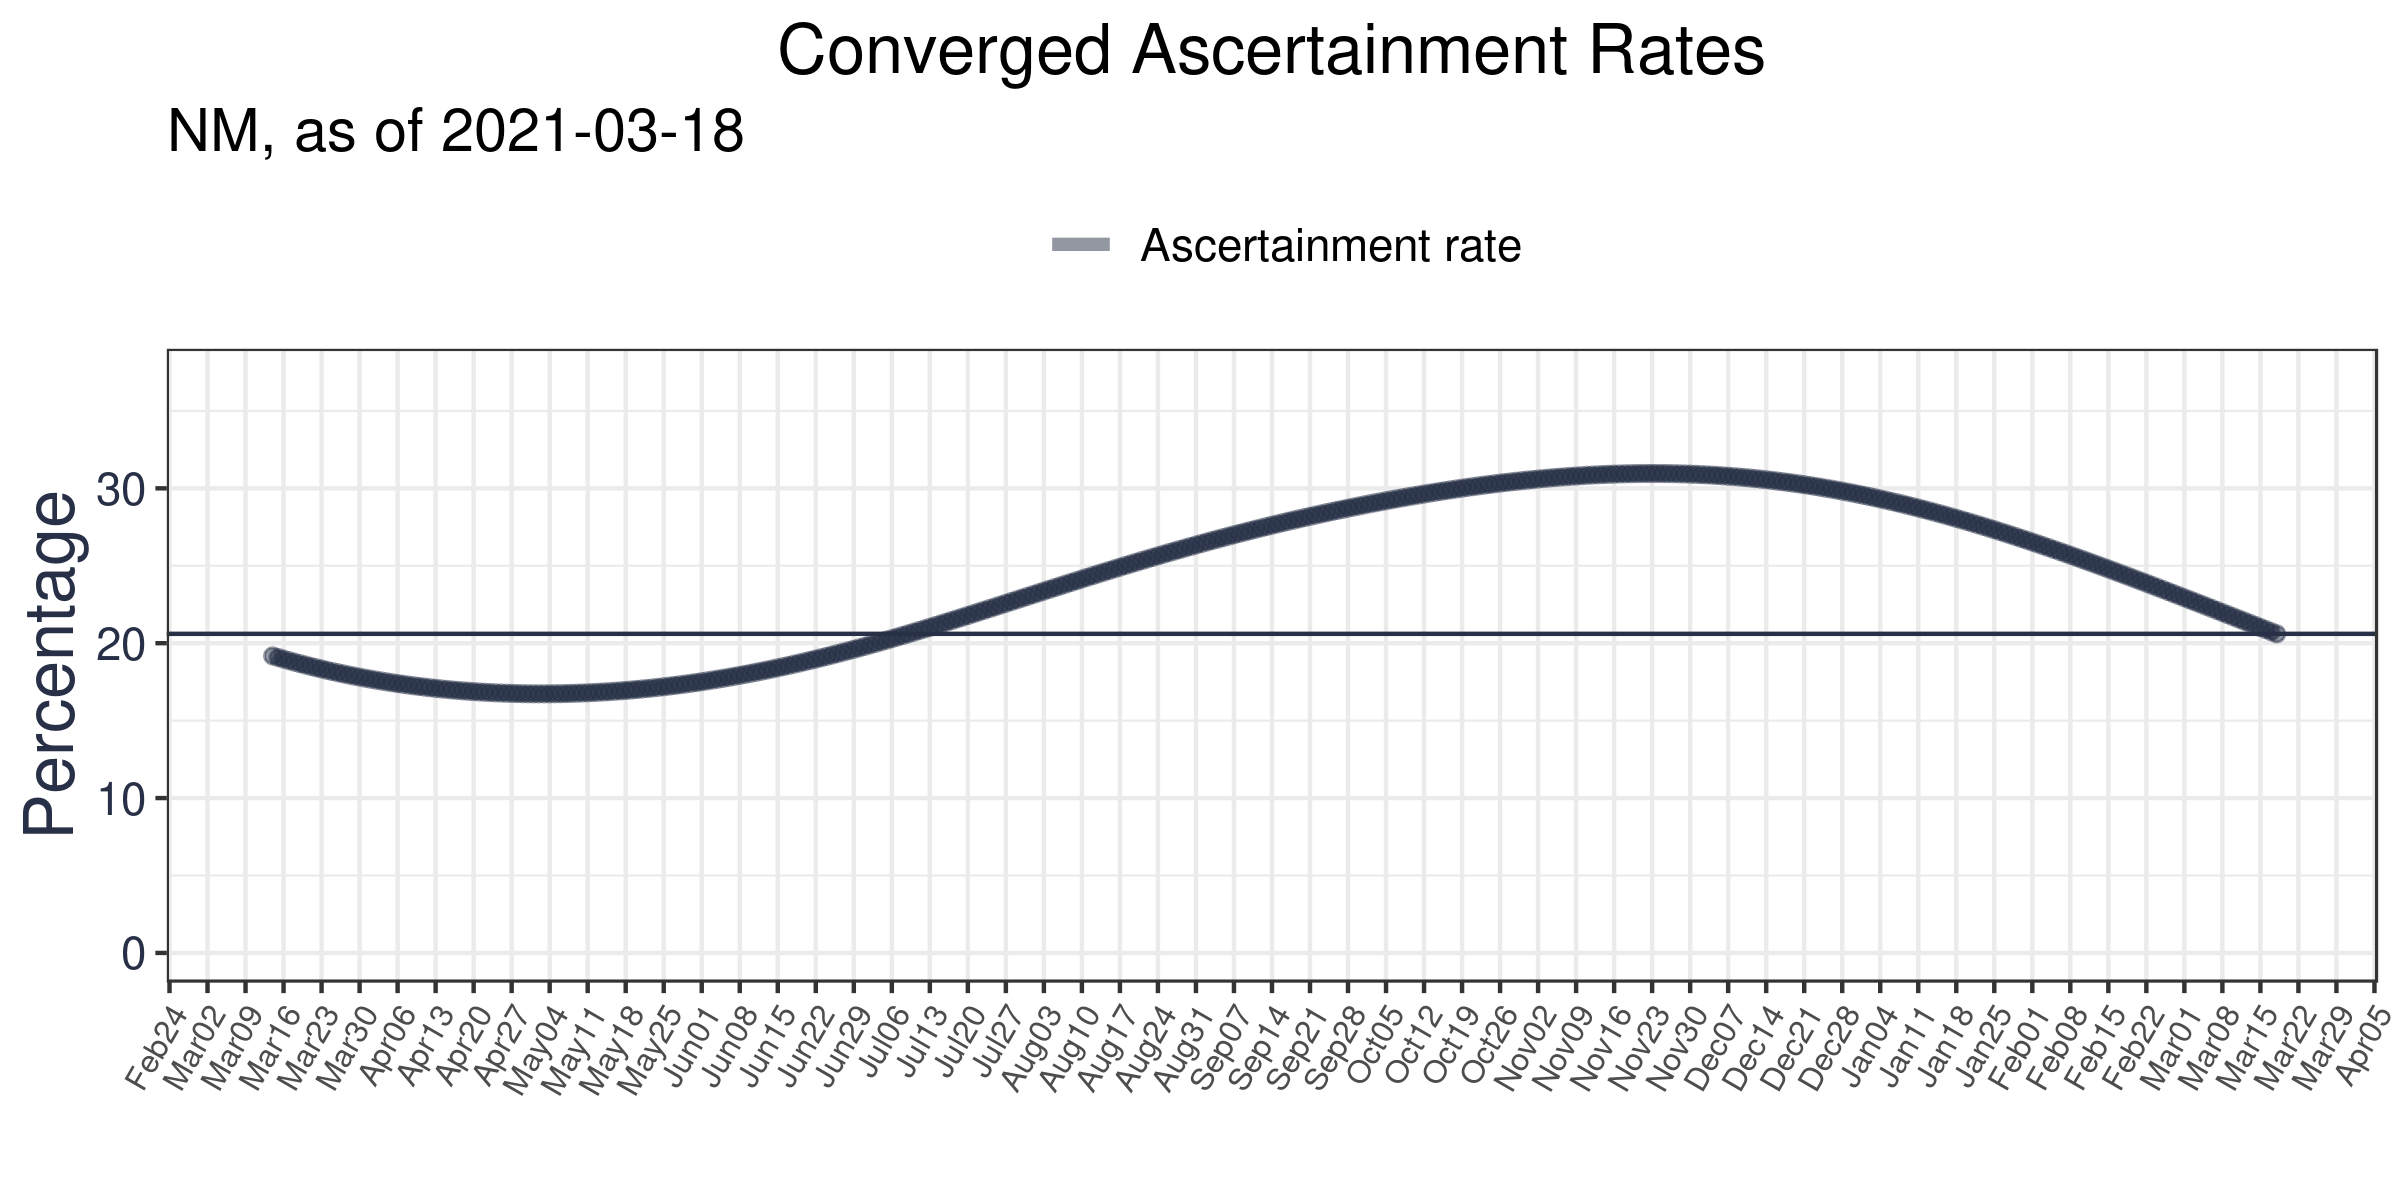 Converged Ascertainment Rates
NM, as of 2021-03-18
Ascertainment rate
Percentage
30
20
10
0
Feb24
Mar02
Mar09
Mar16
Mar23
Mar30
Apr06
Apr13
Apr20
Apr27
May04
May11
May18
May25
Jun01
Jun08
Jun15
Jun22
Jun29
Jul06
Jul13
Jul20
Jul27
Aug03
Aug10
Aug17
Aug24
Aug31
Sep07
Sep14
Sep21
Sep28
Oct05
Oct12
Oct19
Oct26
Nov02
Nov09
Nov16
Nov23
Nov30
Dec07
Dec14
Dec21
Dec28
Jan04
Jan11
Jan18
Jan25
Feb01
Feb08
Feb15
Feb22
Mar01
Mar08
Mar15
Mar22
Mar29
Apr05